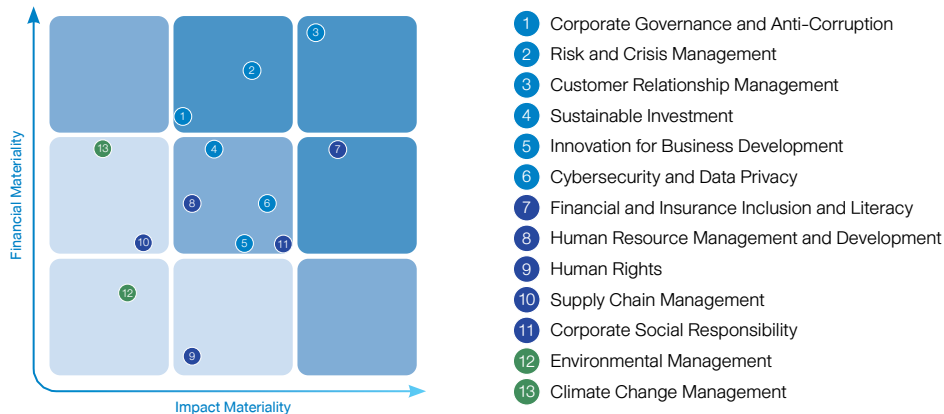 Financial Materiality
3
2
1
13
4
7
8
6
10
5
11
12
9
Impact Materiality
1 Corporate Governance and Anti-Corruption
2 Risk and Crisis Management
3 Customer Relationship Management
4 Sustainable Investment
5 Innovation for Business Development
6 Cybersecurity and Data Privacy
7 Financial and Insurance Inclusion and Literacy
8 Human Resource Management and Development
9 Human Rights
10 Supply Chain Management
11 Corporate Social Responsibility
12 Environmental Management
13 Climate Change Management